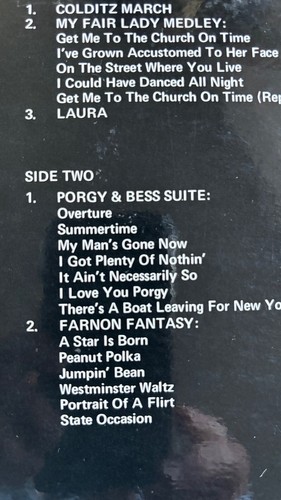 1. COLDITZ MARCH
2. MY FAIR LADY MEDLEY:
Get Me To The Church On Time
I've Grown Accustomed To Her Face
On The Street Where You Live
I Could Have Danced All Night
Get Me To The Church On Time (Rep
3. LAURA
SIDE TWO
1. PORGY & BESS SUITE:
Overture
Summertime
My Man's Gone Now
I Got Plenty Of Nothin'
It Ain't Necessarily So
I Love You Porgy
There's A Boat Leaving For New Yo
2. FARNON FANTASY:
A Star Is Born
Peanut Polka
Jumpin' Bean
Westminster Waltz
Portrait Of A Flirt
State Occasion